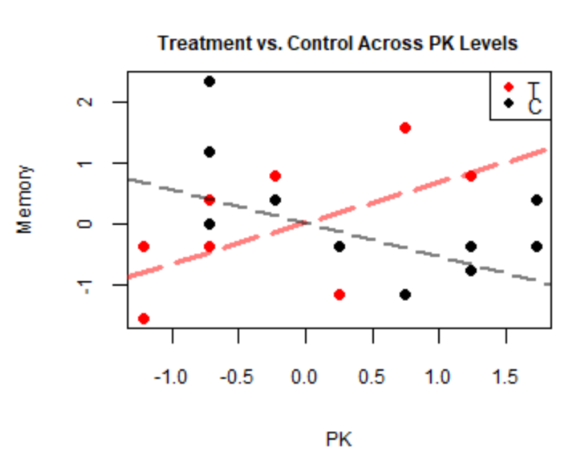 Treatment vs. Control Across PK Levels
T
C
Memory
2
1
0
-1
-1.0 -0.5 0.0 0.5 1.0 1.5
PK